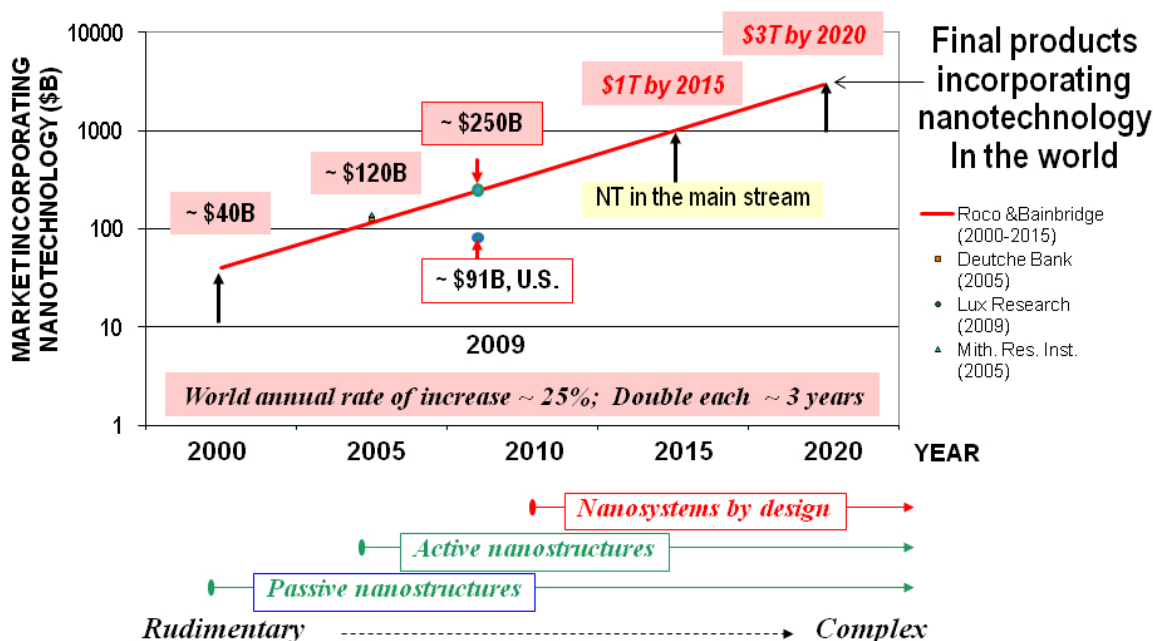 10000
1000
100
10
1
MARKETINCORPORATING
NANOTECHNOLOGY($B)
~ $40B
~ $120B
~ $250B
~ $91B, U.S.
2009
$1T by 2015
$3T by 2020
NT in the main stream
World annual rate of increase ~ 25%; Double each ~ 3 years
2000
2005
2010
2015
2020
YEAR
Final products
incorporating
nanotechnology
In the world
Roco &Bainbridge
(2000-2015)
Deutche Bank
(2005)
Lux Research
(2009)
Mith. Res. Inst.
(2005)
Nanosystems by design
Active nanostructures
Passive nanostructures
Rudimentary
Complex